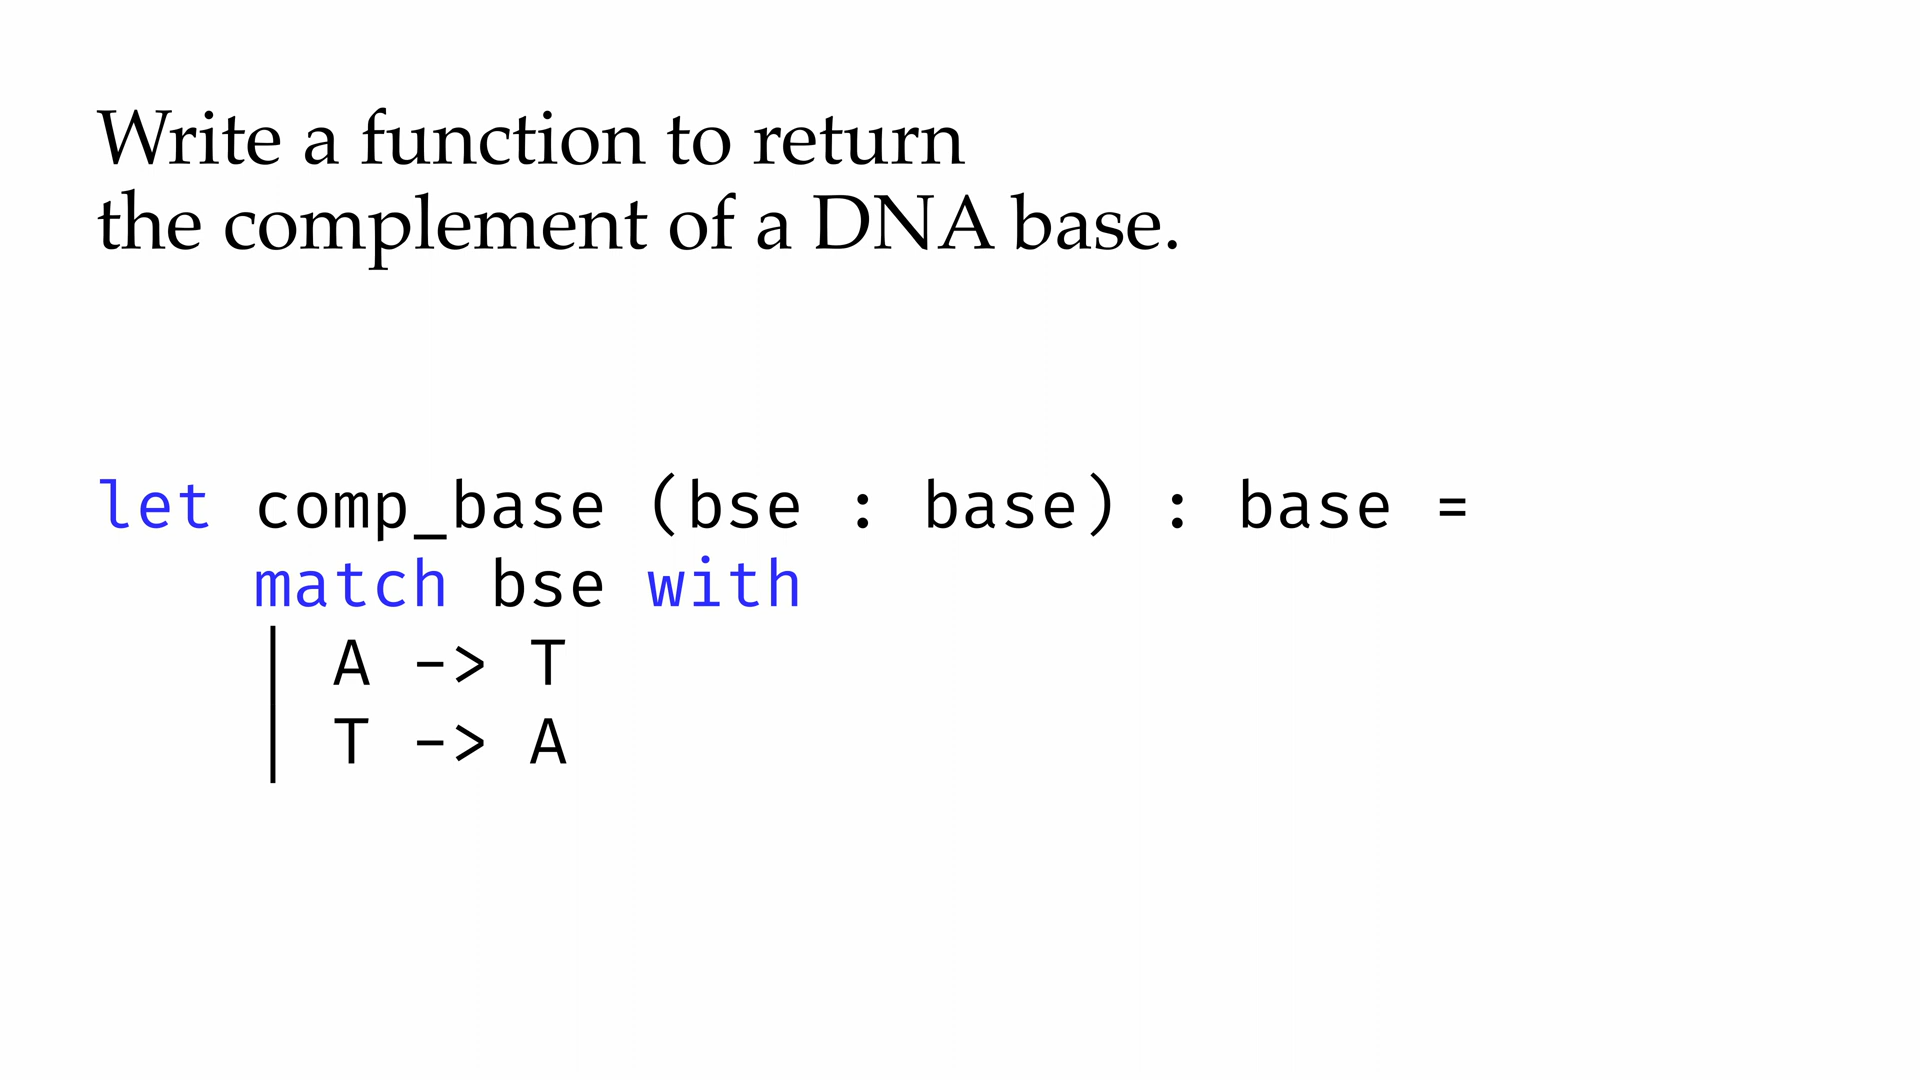 Write a function to return
the complement of a DNA base.
let comp_base (bse : base) : base =
    match bse with
    | A -> T
    | T -> A